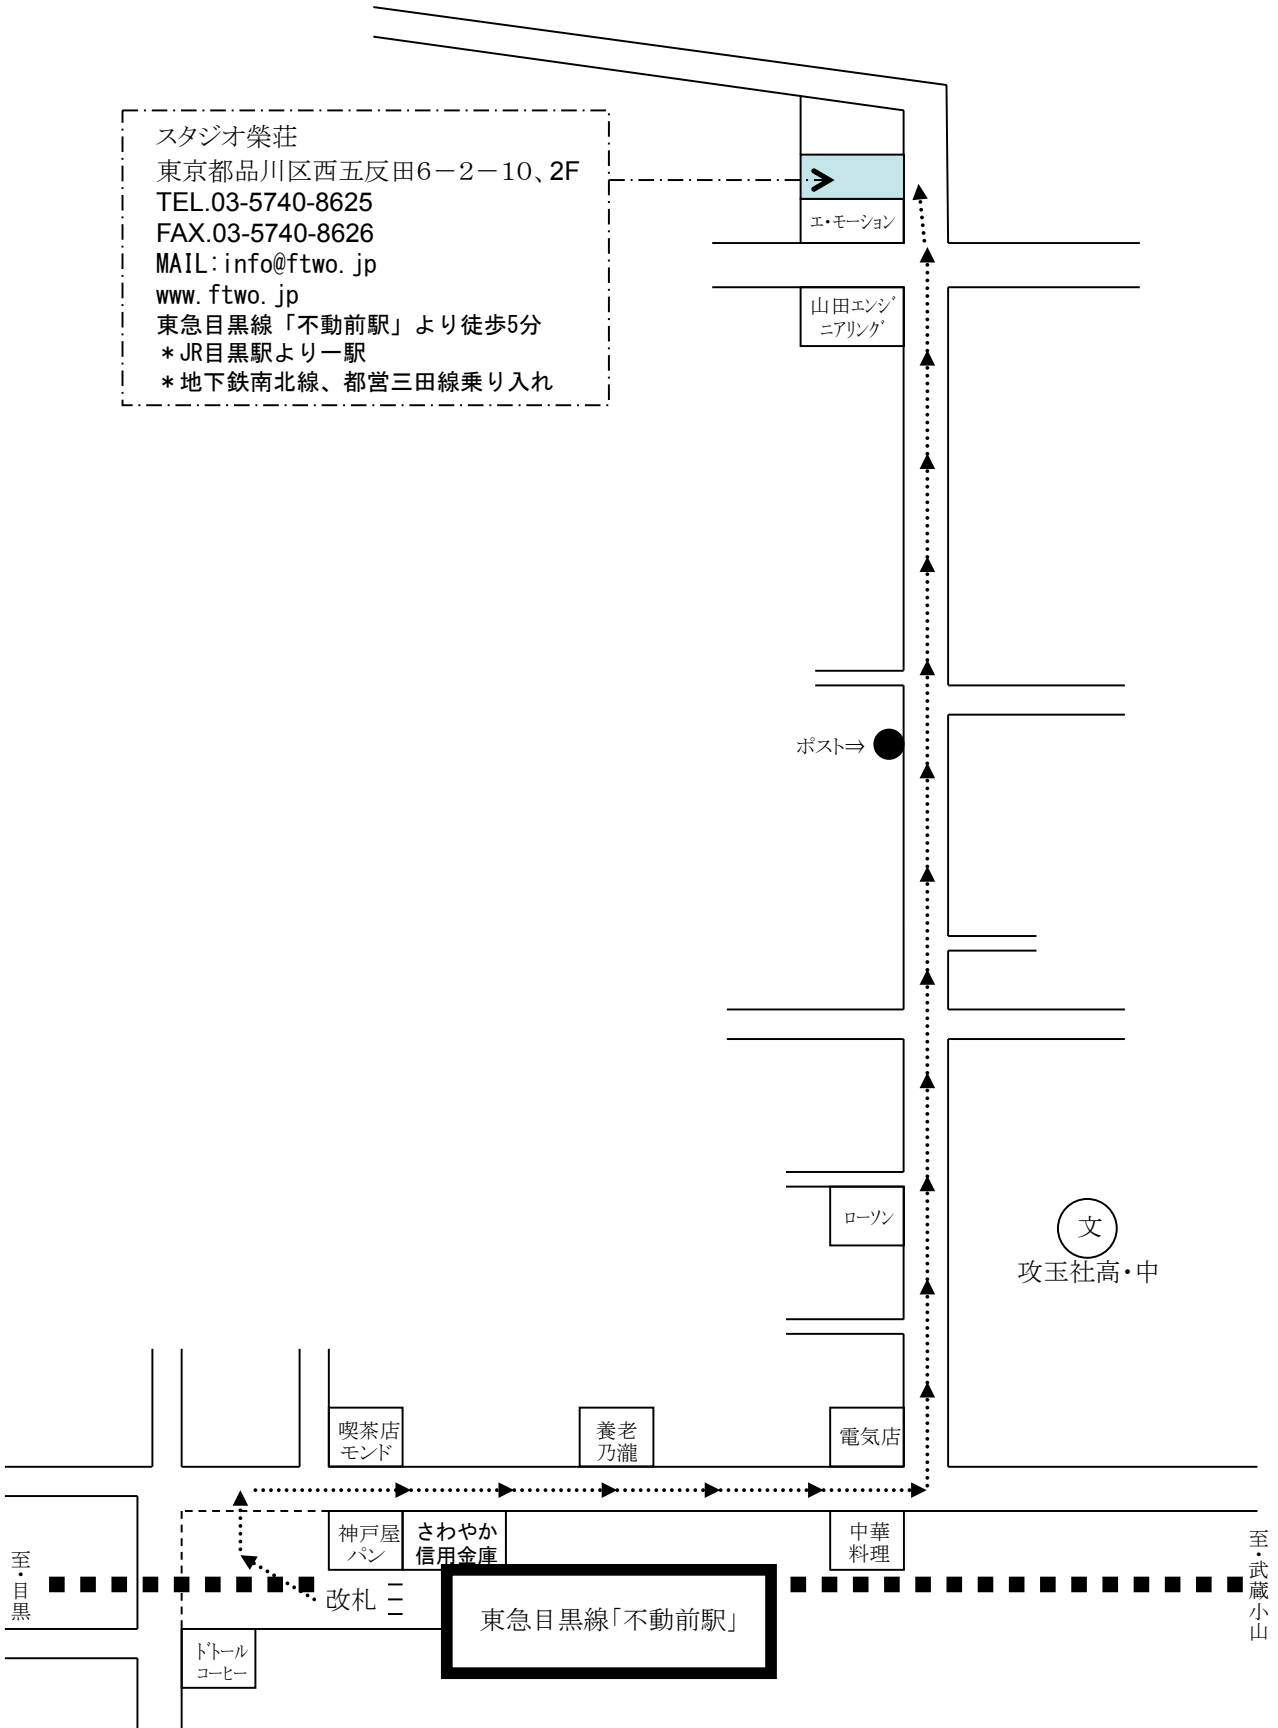 スタジオ榮荘
東京都品川区西五反田6-2-10、2F
TEL.03-5740-8625
FAX.03-5740-8626
MAIL:info@ftwo.jp
www.ftwo.jp
東急目黒線「不動前駅」より徒歩5分
*JR目黒駅より一駅
*地下鉄南北線、都営三田線乗り入れ
エ・モーション
山田エンジ
ニアリング
ポスト⇒
ローソン
文
攻玉社高・中
喫茶店
モンド
養老
乃瀧
電気店
神戸屋
パン
さわやか
信用金庫
中華
料理
至・目黒
改札
東急目黒線「不動前駅」
至・武蔵小山
ドトール
コーヒー